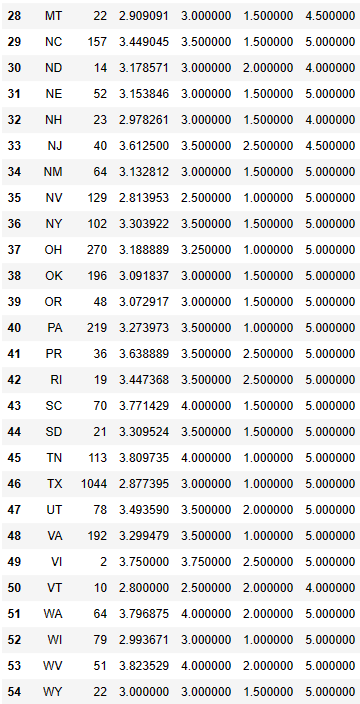 28 MT 22 2.909091 3.000000 1.500000 4.500000
29 NC 157 3.449045 3.500000 1.500000 5.000000
30 ND 14 3.178571 3.000000 2.000000 4.000000
31 NE 52 3.153846 3.000000 1.500000 5.000000
32 NH 23 2.978261 3.000000 1.500000 4.000000
33 NJ 40 3.612500 3.500000 2.500000 4.500000
34 NM 64 3.132812 3.000000 1.500000 5.000000
35 NV 129 2.813953 2.500000 1.000000 5.000000
36 NY 102 3.303922 3.500000 1.500000 5.000000
37 OH 270 3.188889 3.250000 1.000000 5.000000
38 OK 196 3.091837 3.000000 1.500000 5.000000
39 OR 48 3.072917 3.000000 1.500000 5.000000
40 PA 219 3.273973 3.500000 1.000000 5.000000
41 PR 36 3.638889 3.500000 2.500000 5.000000
42 RI 19 3.447368 3.500000 2.500000 5.000000
43 SC 70 3.771429 4.000000 1.500000 5.000000
44 SD 21 3.309524 3.500000 1.500000 5.000000
45 TN 113 3.809735 4.000000 1.000000 5.000000
46 TX 1044 2.877395 3.000000 1.000000 5.000000
47 UT 78 3.493590 3.500000 2.000000 5.000000
48 VA 192 3.299479 3.500000 1.500000 5.000000
49 VI 2 3.750000 3.750000 2.500000 5.000000
50 VT 10 2.800000 2.500000 2.000000 4.000000
51 WA 64 3.796875 4.000000 2.000000 5.000000
52 WI 79 2.993671 3.000000 1.000000 5.000000
53 WV 51 3.823529 4.000000 2.000000 5.000000
54 WY 22 3.000000 3.000000 1.500000 5.000000